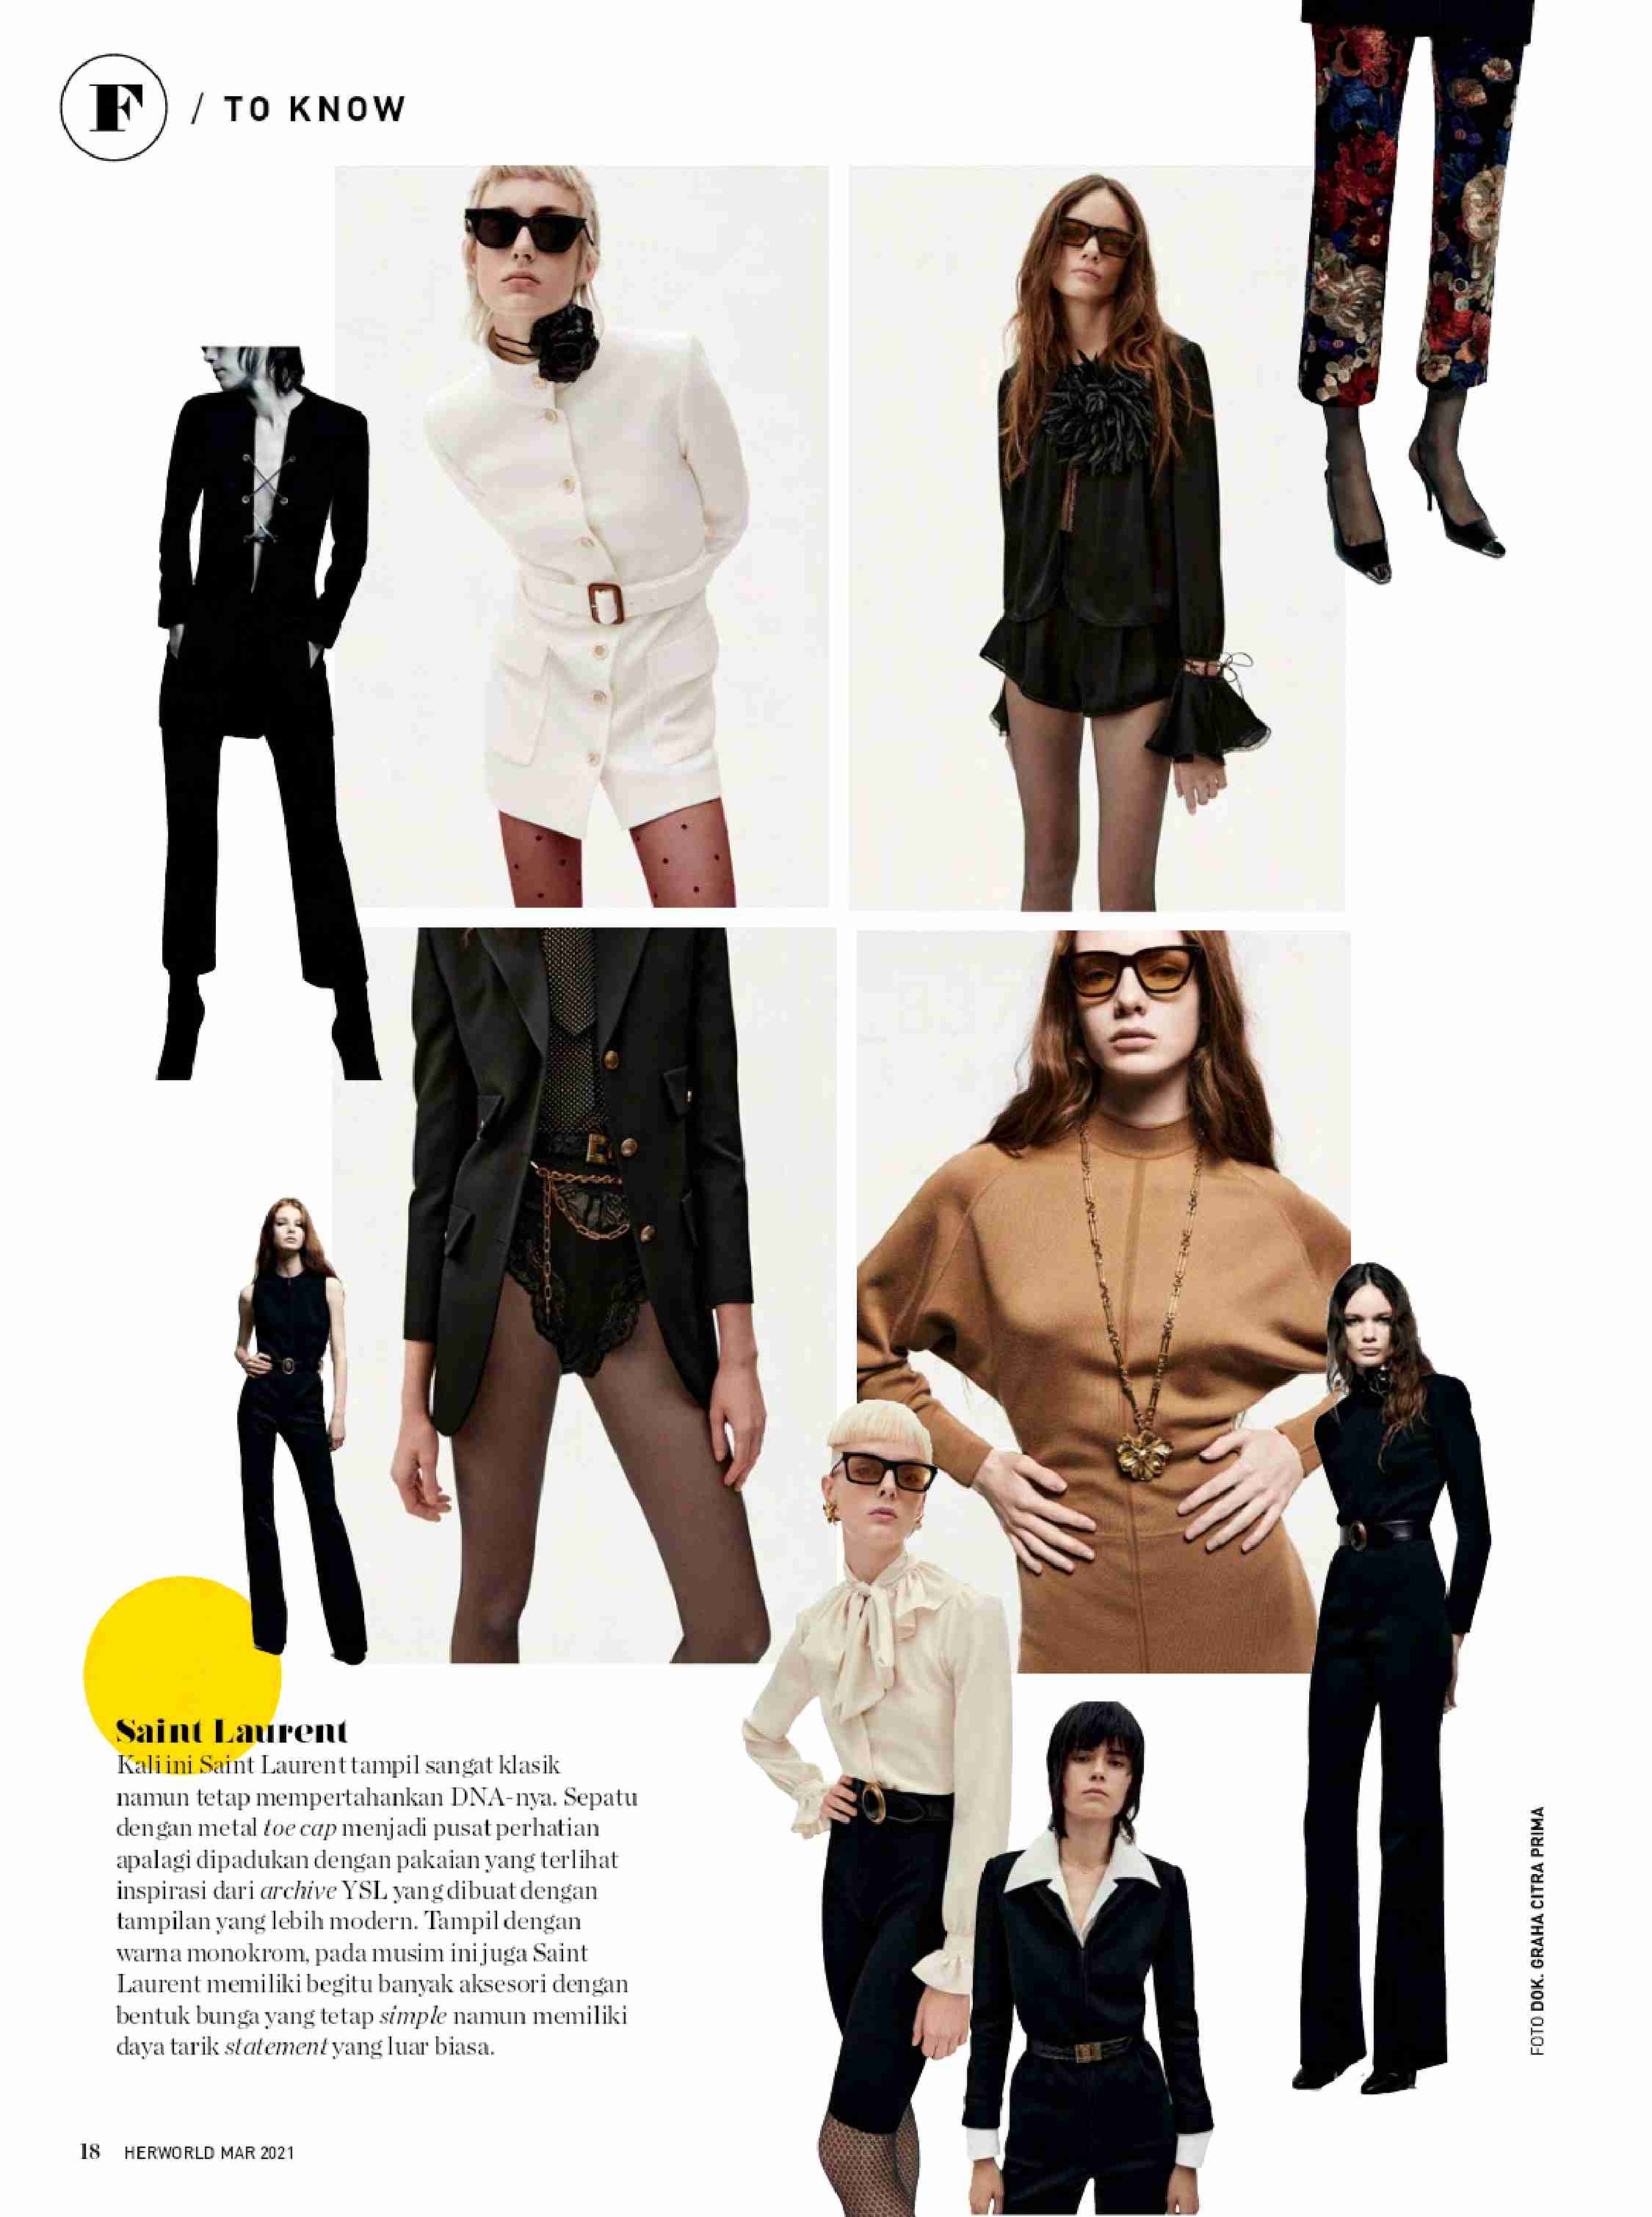 F / TO KNOW
Saint Laurent
Kali ini Saint Laurent tampil sangat klasik
namun tetap mempertahankan DNA-nya. Sepatu
dengan metal toe cap menjadi pusat perhatian
apalagi dipadukan dengan pakaian yang terlihat
inspirasi dari archive YSL yang dibuat dengan
tampilan yang lebih modern. Tampil dengan
warna monokrom, pada musim ini juga Saint
Laurent memiliki begitu banyak aksesori dengan
bentuk bunga yang tetap simple namun memiliki
daya tarik statement yang luar biasa.
FOTO DOK. GRAHA CITRA PRIMA
18 HERWORLD MAR 2021